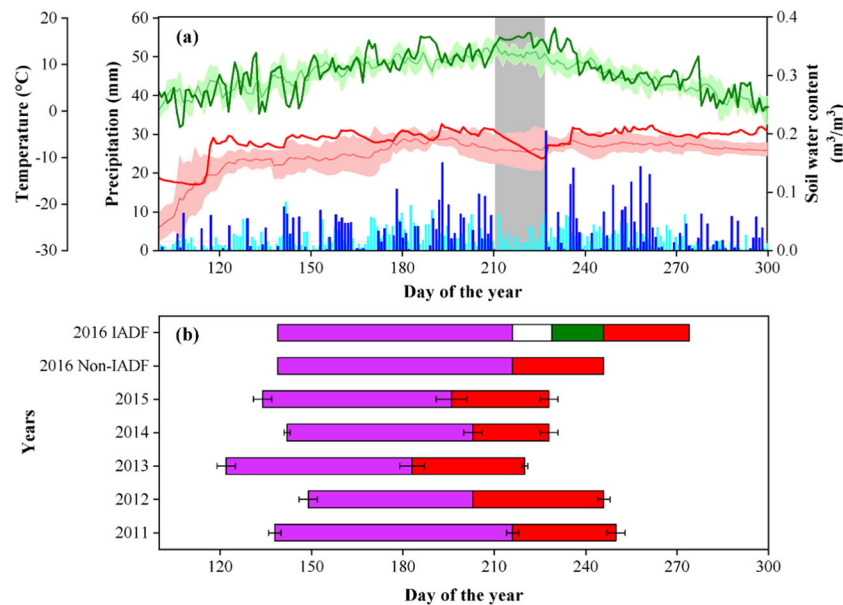 (a)
Temperature (°C)
20
10
0
-10
-20
-30
Precipitation (mm)
60
50
40
30
20
10
0
Soil water content
(m³/m³)
0.4
0.3
0.2
0.1
0.0
120 150 180 210 240 270 300
Day of the year
(b)
Years
2016 IADF
2016 Non-IADF
2015
2014
2013
2012
2011
120 150 180 210 240 270 300
Day of the year